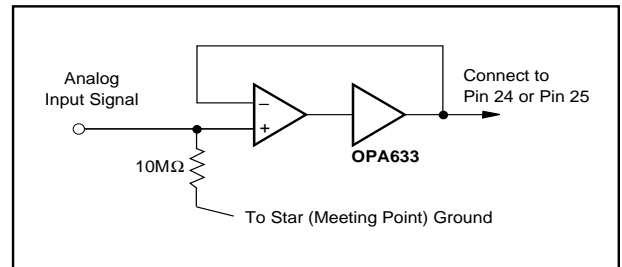 Analog
Input Signal
Connect to
Pin 24 or Pin 25
–
+
OPA633
10MΩ
To Star (Meeting Point) Ground